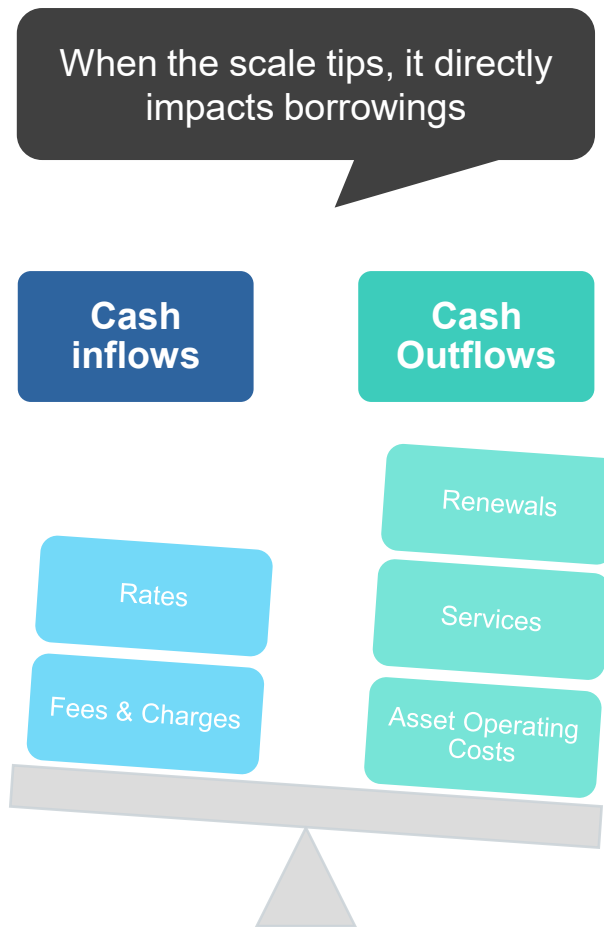 When the scale tips, it directly
impacts borrowings
Cash
inflows
Cash
Outflows
Renewals
Rates
Services
Fees & Charges
Asset Operating
Costs